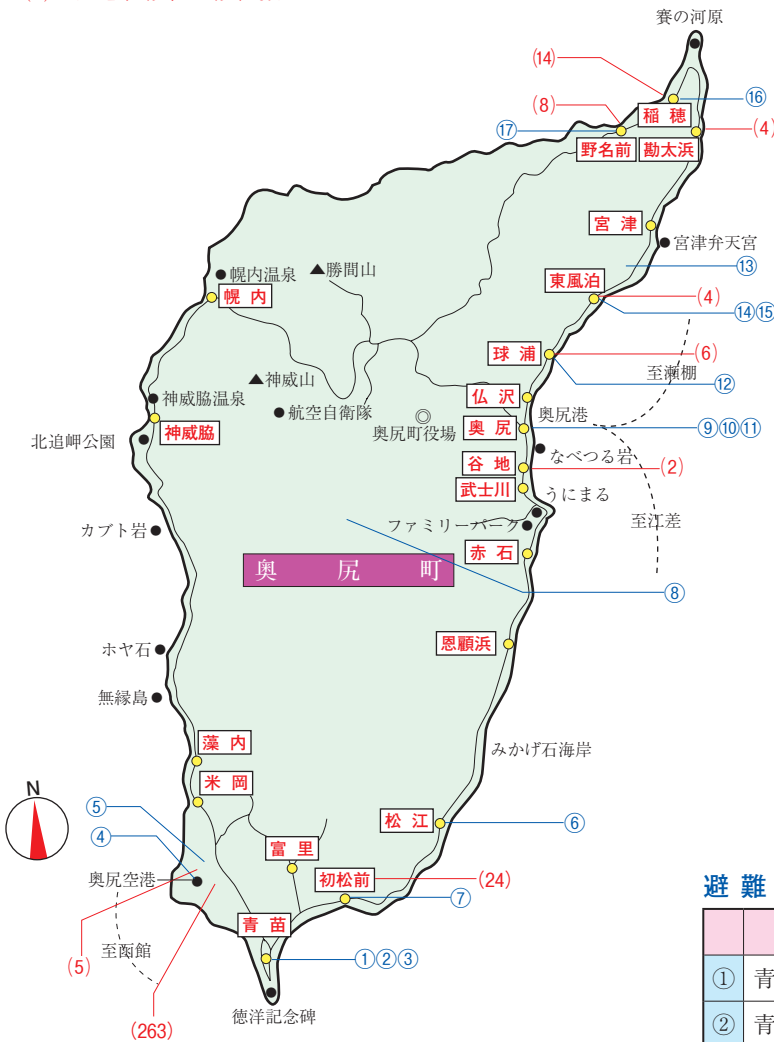 賽の河原
(14)
⑯
稲穂
(8)
⑰
(4)
野名前
勘太浜
宮津
宮津弁天宮
⑬
幌内温泉
勝間山
東風泊
幌内
(4)
⑭⑮
球浦
(6)
至瀬棚
⑫
神威山
神威脇温泉
航空自衛隊
仏沢
奥尻港
奥尻町役場
奥尻
⑨⑩⑪
神威脇
北追岬公園
なべつる岩
谷地
(2)
武士川
うにまる
ファミリーパーク
至江差
カブト岩
赤石
奥尻町
⑧
恩顧浜
ホヤ石
無縁島
藻内
みかげ石海岸
N
米岡
⑤
松江
⑥
④
富里
奥尻空港
初松前
(24)
⑦
青苗
至函館
(5)
①②③
徳洋記念碑
(263)
避難
① 青
② 青